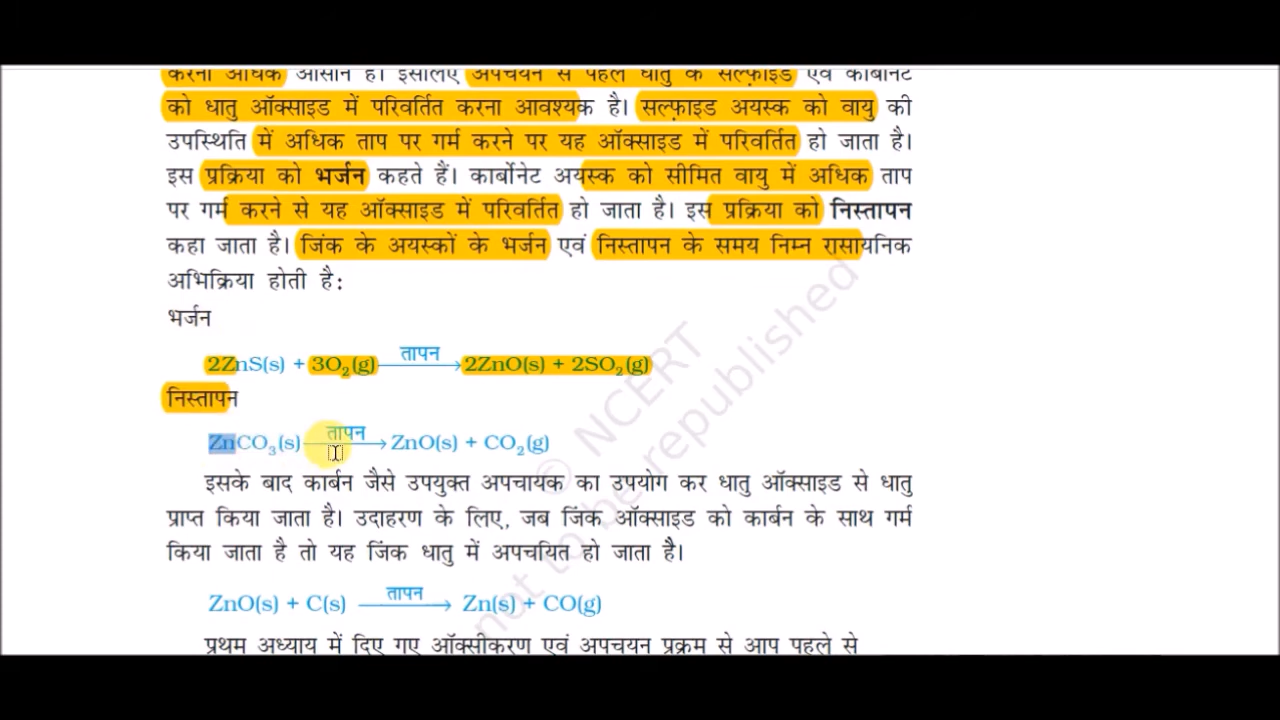 करना अधिक आसान है। इसलिए अपचयन से पहले धातु के सल्फ़ाइड एवं कार्बोनेट
को धातु ऑक्साइड में परिवर्तित करना आवश्यक है। सल्फ़ाइड अयस्क को वायु की
उपस्थिति में अधिक ताप पर गर्म करने पर यह ऑक्साइड में परिवर्तित हो जाता है।
इस प्रक्रिया को भर्जन कहते हैं। कार्बोनेट अयस्क को सीमित वायु में अधिक ताप
पर गर्म करने से यह ऑक्साइड में परिवर्तित हो जाता है। इस प्रक्रिया को निस्तापन
कहा जाता है। जिंक के अयस्कों के भर्जन एवं निस्तापन के समय निम्न रासायनिक
अभिक्रिया होती है:
भर्जन
2ZnS(s) + 3O₂(g) तापन⟶ 2ZnO(s) + 2SO₂(g)
निस्तापन
ZnCO₃(s) तापन⟶ ZnO(s) + CO₂(g)
इसके बाद कार्बन जैसे उपयुक्त अपचायक का उपयोग कर धातु ऑक्साइड से धातु
प्राप्त किया जाता है। उदाहरण के लिए, जब जिंक ऑक्साइड को कार्बन के साथ गर्म
किया जाता है तो यह जिंक धातु में अपचयित हो जाता है।
ZnO(s) + C(s) तापन⟶ Zn(s) + CO(g)
प्रथम अध्याय में दिए गए ऑक्सीकरण एवं अपचयन प्रक्रम से आप पहले से
© NCERT
not to be republished